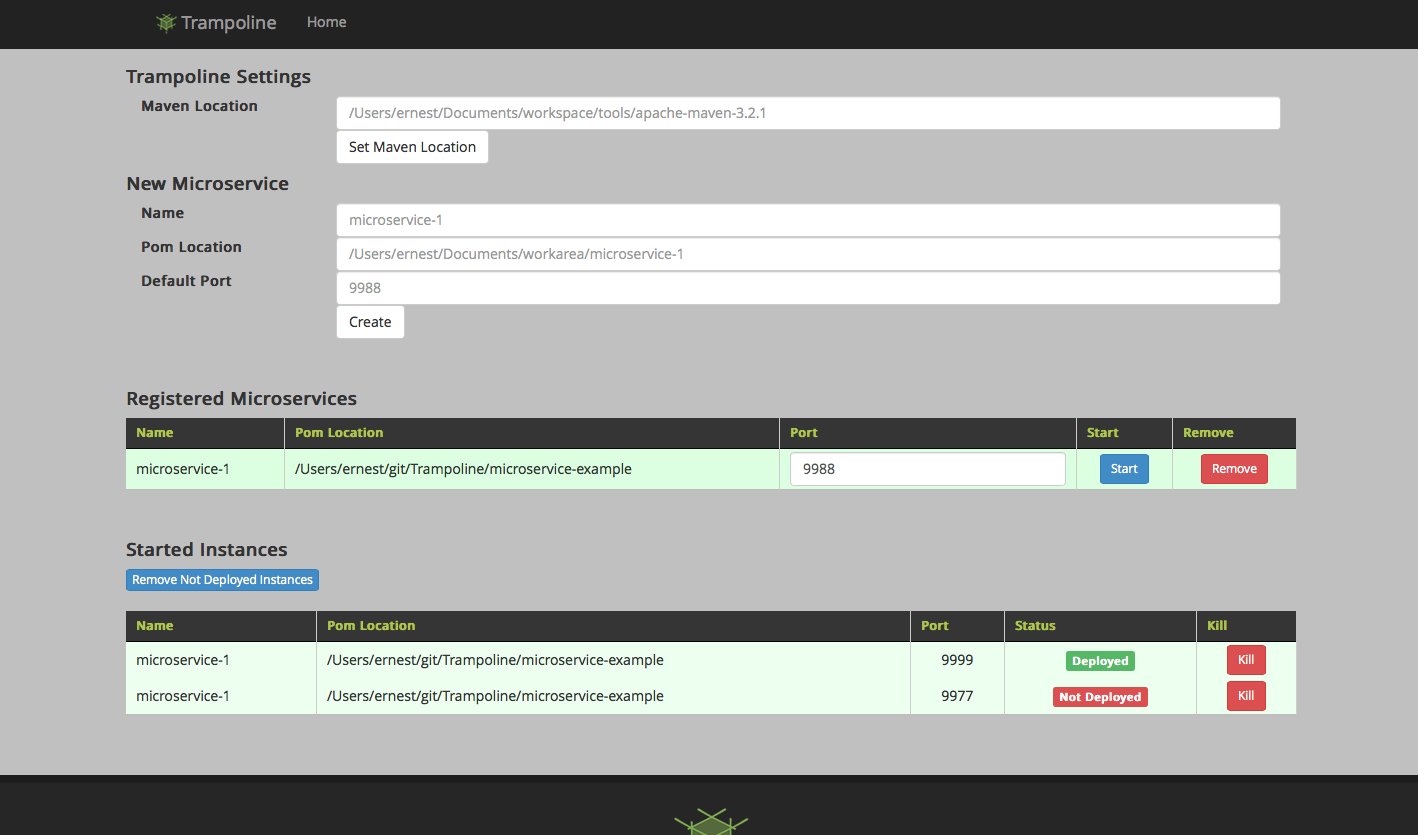 Trampoline Home
Trampoline Settings
Maven Location /Users/ernest/Documents/workspace/tools/apache-maven-3.2.1
Set Maven Location
New Microservice
Name microservice-1
Pom Location /Users/ernest/Documents/workarea/microservice-1
Default Port 9988
Create
Registered Microservices
Name Pom Location Port Start Remove
microservice-1 /Users/ernest/git/Trampoline/microservice-example 9988 Start Remove
Started Instances
Remove Not Deployed Instances
Name Pom Location Port Status Kill
microservice-1 /Users/ernest/git/Trampoline/microservice-example 9999 Deployed Kill
microservice-1 /Users/ernest/git/Trampoline/microservice-example 9977 Not Deployed Kill